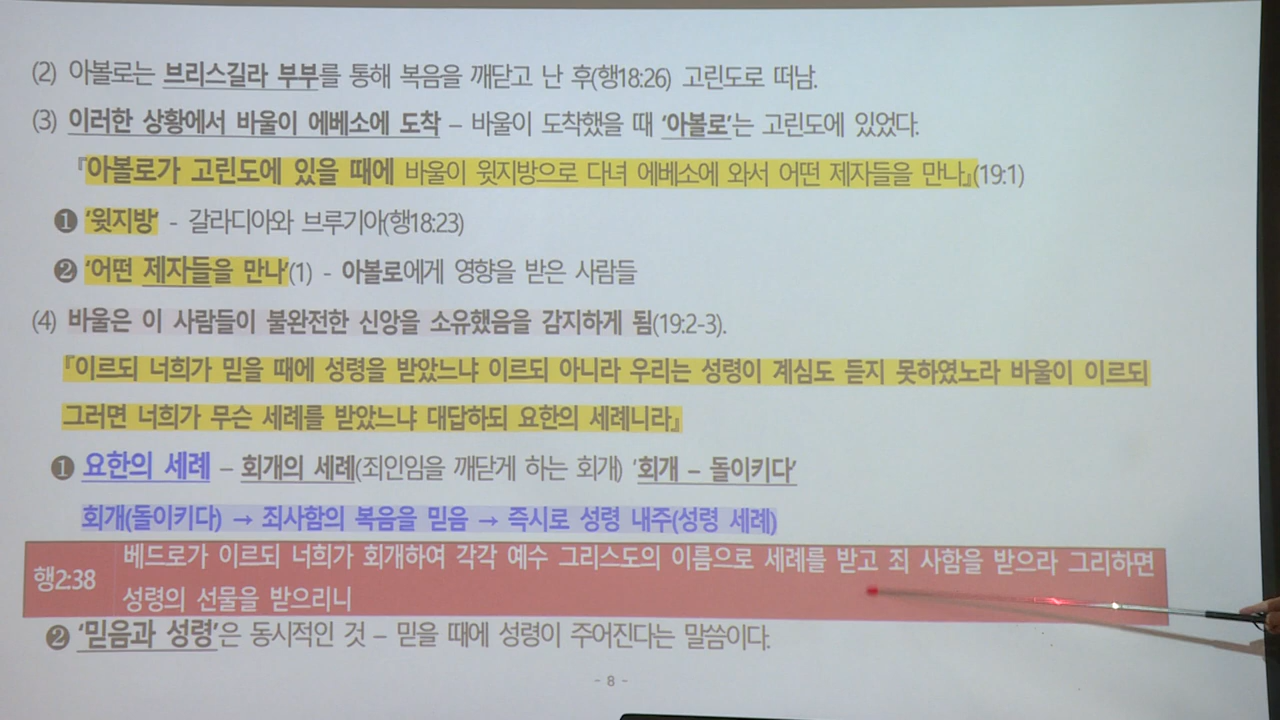 (2) 아볼로는 브리스길라 부부를 통해 복음을 깨닫고 난 후(행18:26) 고린도로 떠남.
(3) 이러한 상황에서 바울이 에베소에 도착 – 바울이 도착했을 때 ‘아볼로’는 고린도에 있었다.
『아볼로가 고린도에 있을 때에 바울이 윗지방으로 다녀 에베소에 와서 어떤 제자들을 만나』(19:1)
❶ ‘윗지방’ - 갈라디아와 브루기아(행18:23)
❷ ‘어떤 제자들을 만나’(1) - 아볼로에게 영향을 받은 사람들
(4) 바울은 이 사람들이 불완전한 신앙을 소유했음을 감지하게 됨(19:2-3).
『이르되 너희가 믿을 때에 성령을 받았느냐 이르되 아니라 우리는 성령이 계심도 듣지 못하였노라 바울이 이르되
그러면 너희가 무슨 세례를 받았느냐 대답하되 요한의 세례니라』
❶ 요한의 세례 – 회개의 세례(죄인임을 깨닫게 하는 회개) ‘회개 – 돌이키다’
회개(돌이키다) → 죄사함의 복음을 믿음 → 즉시로 성령 내주(성령 세례)
행2:38 베드로가 이르되 너희가 회개하여 각각 예수 그리스도의 이름으로 세례를 받고 죄 사함을 받으라 그리하면
성령의 선물을 받으리니
❷ ‘믿음과 성령’은 동시적인 것 – 믿을 때에 성령이 주어진다는 말씀이다.
- 8 -